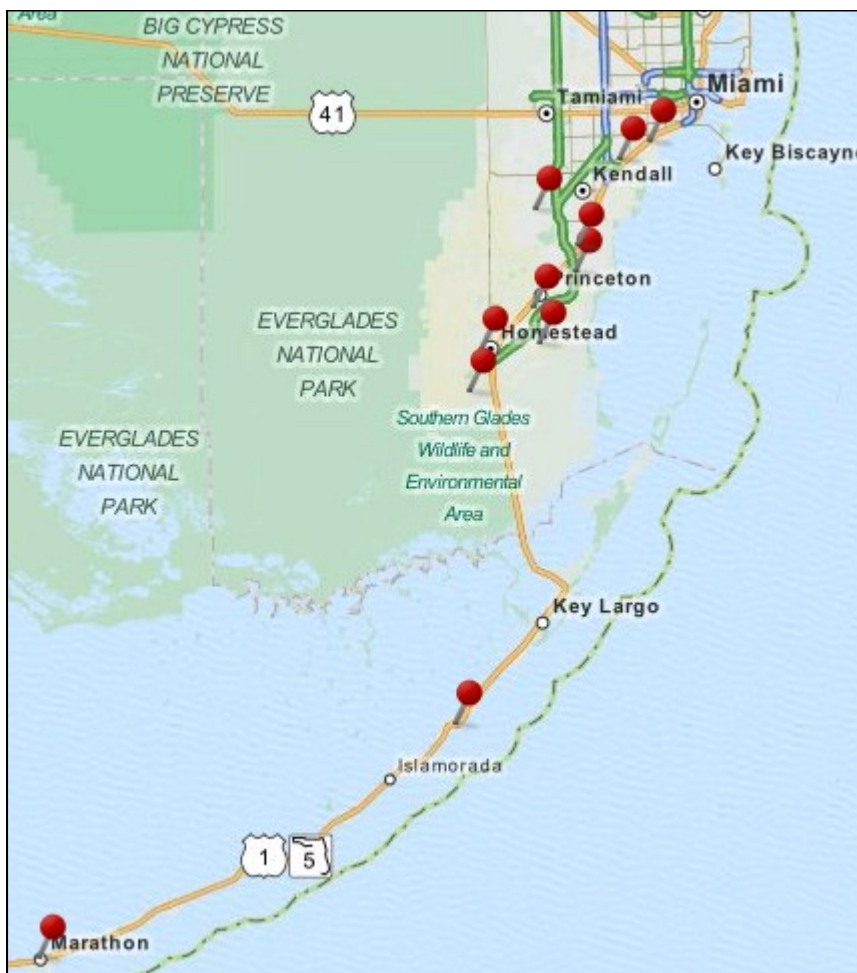 Area
BIG CYPRESS
NATIONAL
PRESERVE
41
Tamiami
Miami
Key Biscayne
Kendall
Princeton
Homestead
EVERGLADES
NATIONAL
PARK
Southern Glades
Wildlife and
Environmental
Area
EVERGLADES
NATIONAL
PARK
Key Largo
Islamorada
1
5
Marathon